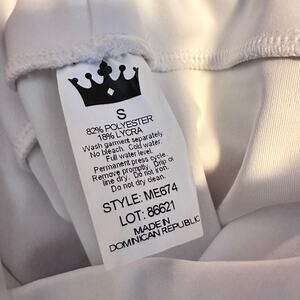 S
82% POLYESTER
18% LYCRA
Wash garment separately.
No bleach. Cold water.
Full water level.
Permanent press cycle.
Remove promptly. Drip or
line dry. Do not iron.
Do not dry clean.
STYLE: ME674
LOT: 86621
MADE IN
DOMINICAN REPUBLIC